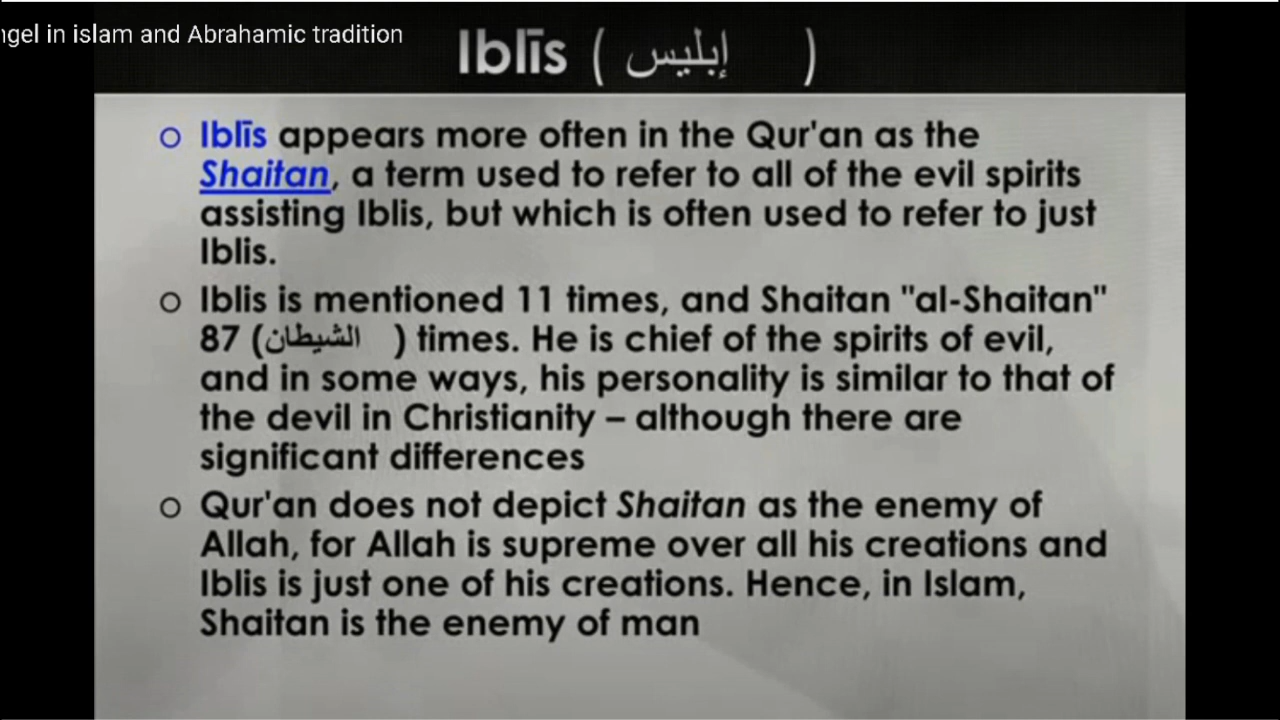 ngel in islam and Abrahamic tradition
Iblīs ( إبليس )
o Iblīs appears more often in the Qur'an as the
Shaitan, a term used to refer to all of the evil spirits
assisting Iblis, but which is often used to refer to just
Iblis.
o Iblis is mentioned 11 times, and Shaitan "al-Shaitan"
87 (الشيطان ) times. He is chief of the spirits of evil,
and in some ways, his personality is similar to that of
the devil in Christianity – although there are
significant differences
o Qur'an does not depict Shaitan as the enemy of
Allah, for Allah is supreme over all his creations and
Iblis is just one of his creations. Hence, in Islam,
Shaitan is the enemy of man